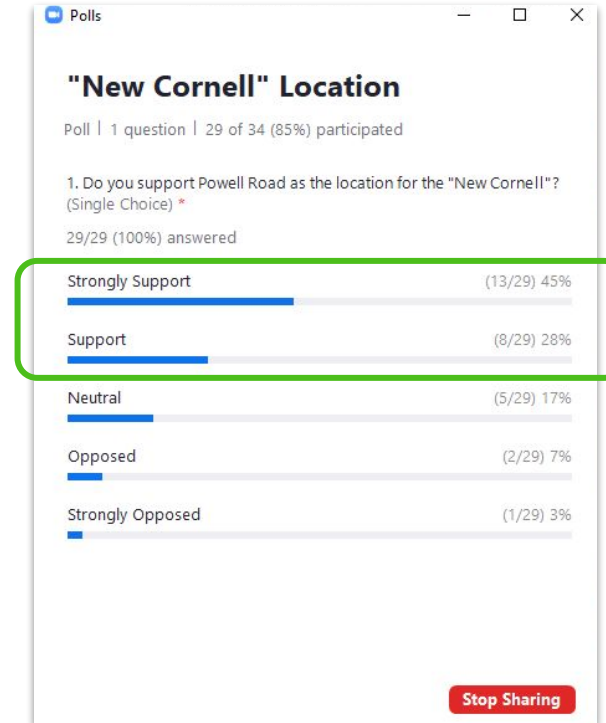 Polls
"New Cornell" Location
Poll | 1 question | 29 of 34 (85%) participated
1. Do you support Powell Road as the location for the "New Cornell"?
(Single Choice) *
29/29 (100%) answered
Strongly Support (13/29) 45%
Support (8/29) 28%
Neutral (5/29) 17%
Opposed (2/29) 7%
Strongly Opposed (1/29) 3%
Stop Sharing